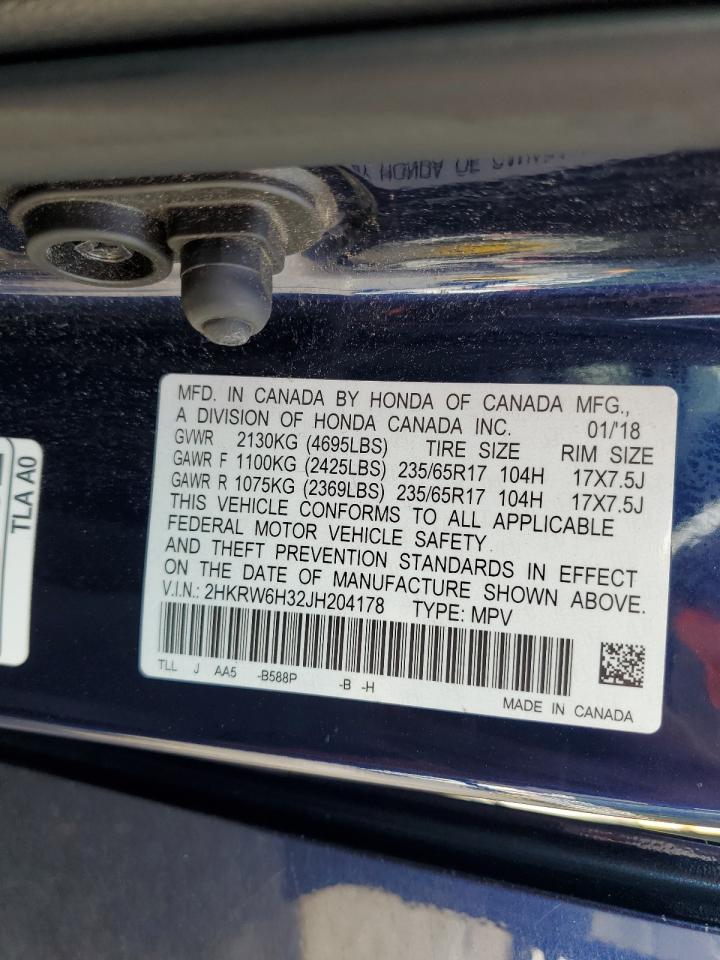 MFD. IN CANADA BY HONDA OF CANADA MFG.,
A DIVISION OF HONDA CANADA INC. 01/'18
GVWR 2130KG (4695LBS) TIRE SIZE RIM SIZE
GAWR F 1100KG (2425LBS) 235/65R17 104H 17X7.5J
GAWR R 1075KG (2369LBS) 235/65R17 104H 17X7.5J
THIS VEHICLE CONFORMS TO ALL APPLICABLE
FEDERAL MOTOR VEHICLE SAFETY
AND THEFT PREVENTION STANDARDS IN EFFECT
ON THE DATE OF MANUFACTURE SHOWN ABOVE.
V.I.N.: 2HKRW6H32JH204178 TYPE: MPV
TLL J AA5 -B588P -B -H
MADE IN CANADA
TLA A0